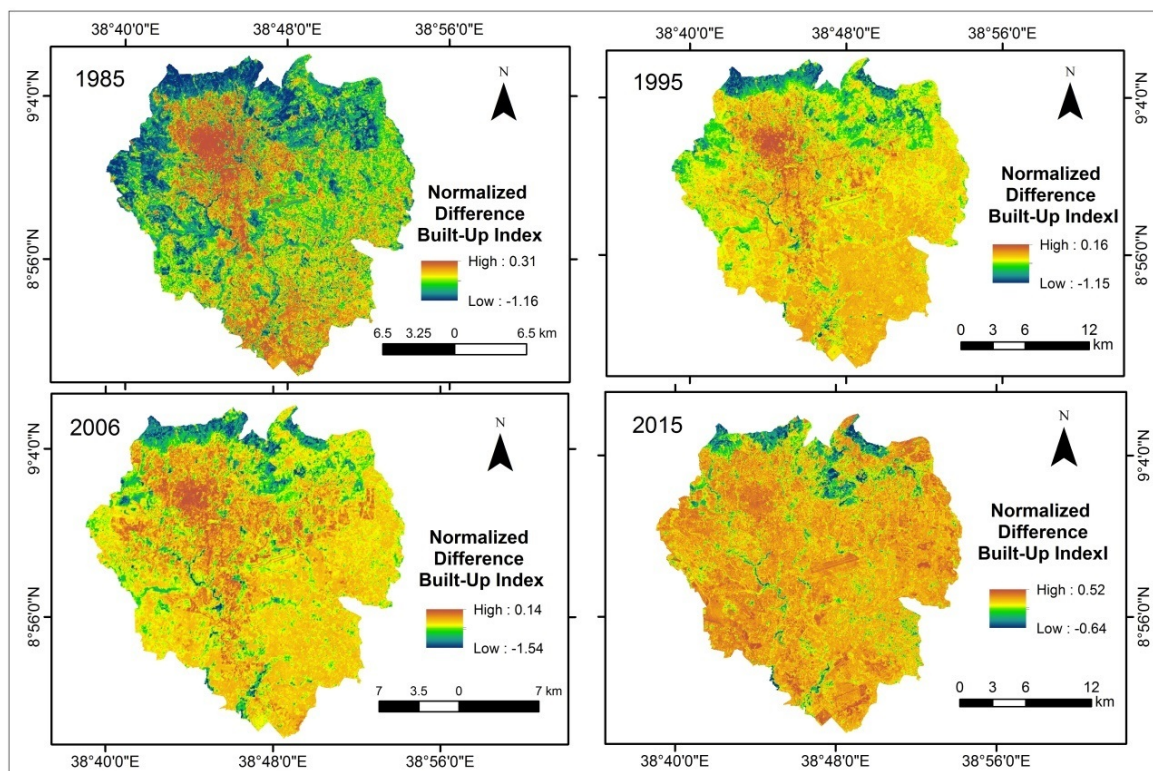 38°40'0"E 38°48'0"E 38°56'0"E
38°40'0"E 38°48'0"E 38°56'0"E
1985
N
9°4'0"N
8°56'0"N
Normalized
Difference
Built-Up Index
High : 0.31
Low : -1.16
6.5 3.25 0 6.5 km
1995
N
9°4'0"N
8°56'0"N
Normalized
Difference
Built-Up IndexI
High : 0.16
Low : -1.15
0 3 6 12
km
2006
N
9°4'0"N
8°56'0"N
Normalized
Difference
Built-Up Index
High : 0.14
Low : -1.54
7 3.5 0 7 km
2015
N
9°4'0"N
8°56'0"N
Normalized
Difference
Built-Up IndexI
High : 0.52
Low : -0.64
0 3 6 12
km
38°40'0"E 38°48'0"E 38°56'0"E
38°40'0"E 38°48'0"E 38°56'0"E